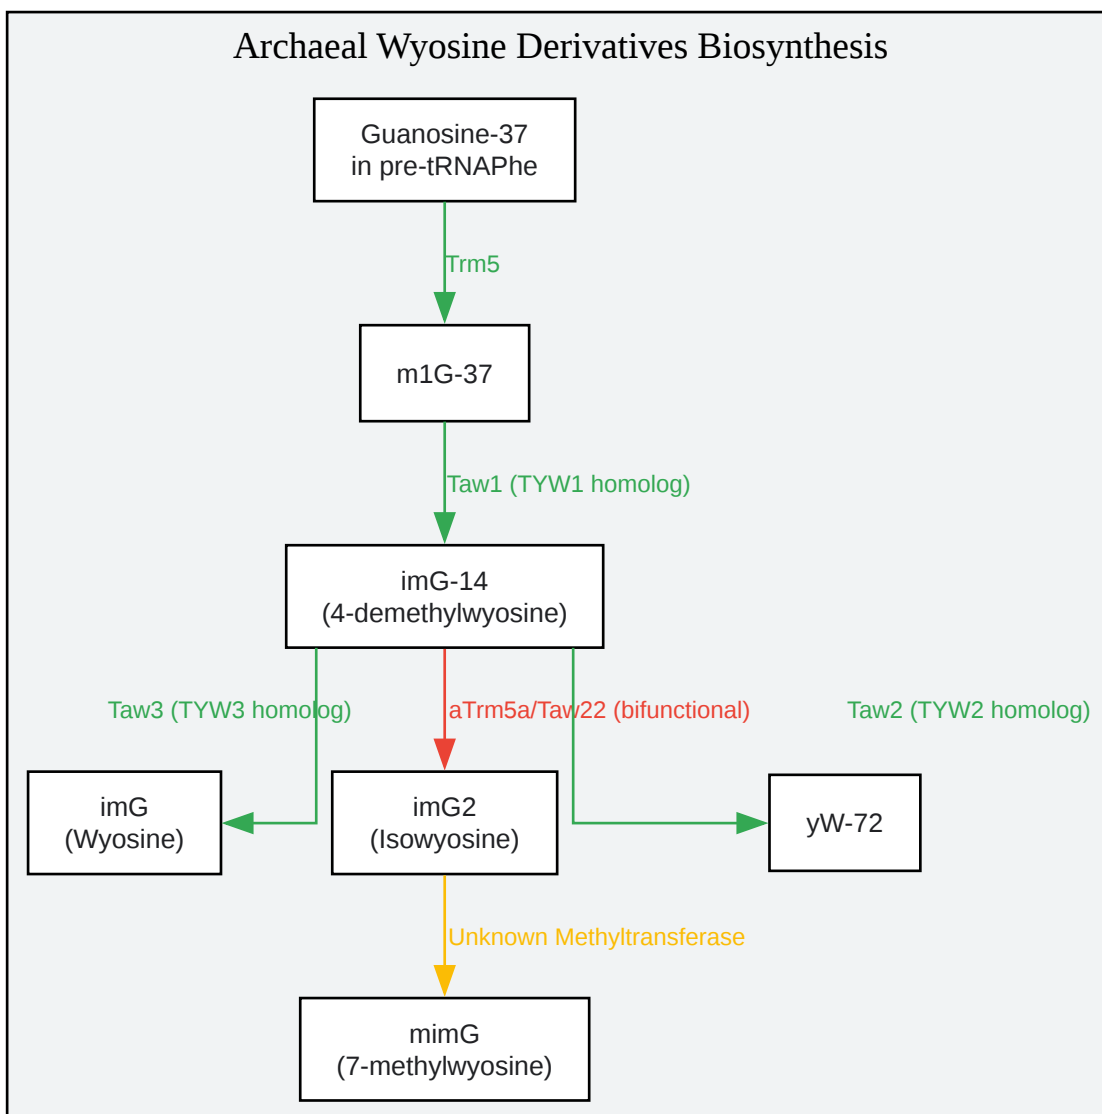 Archaeal Wyosine Derivatives Biosynthesis
Guanosine-37
in pre-tRNAPhe
Trm5
m1G-37
Taw1 (TYW1 homolog)
imG-14
(4-demethylwyosine)
Taw3 (TYW3 homolog)
aTrm5a/Taw22 (bifunctional)
Taw2 (TYW2 homolog)
imG
(Wyosine)
imG2
(Isowyosine)
yW-72
Unknown Methyltransferase
mimG
(7-methylwyosine)